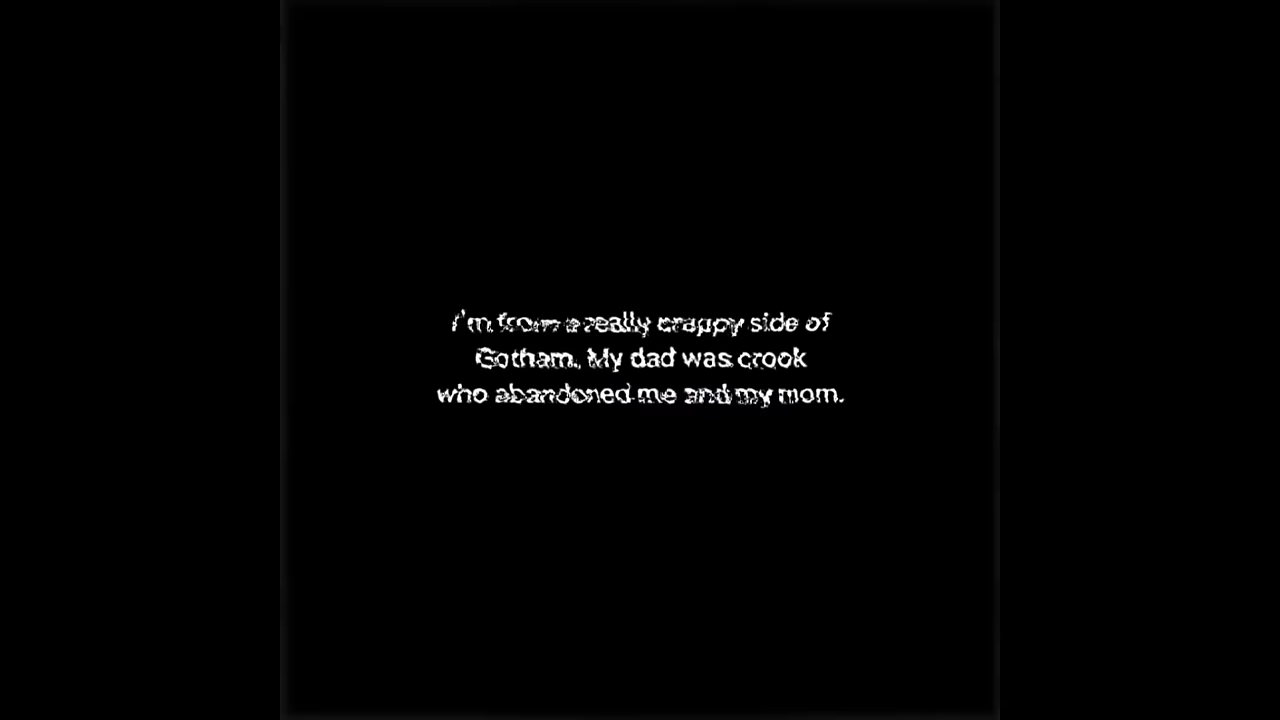 I'm from a really crappy side of
Gotham. My dad was crook
who abandoned me and my mom.